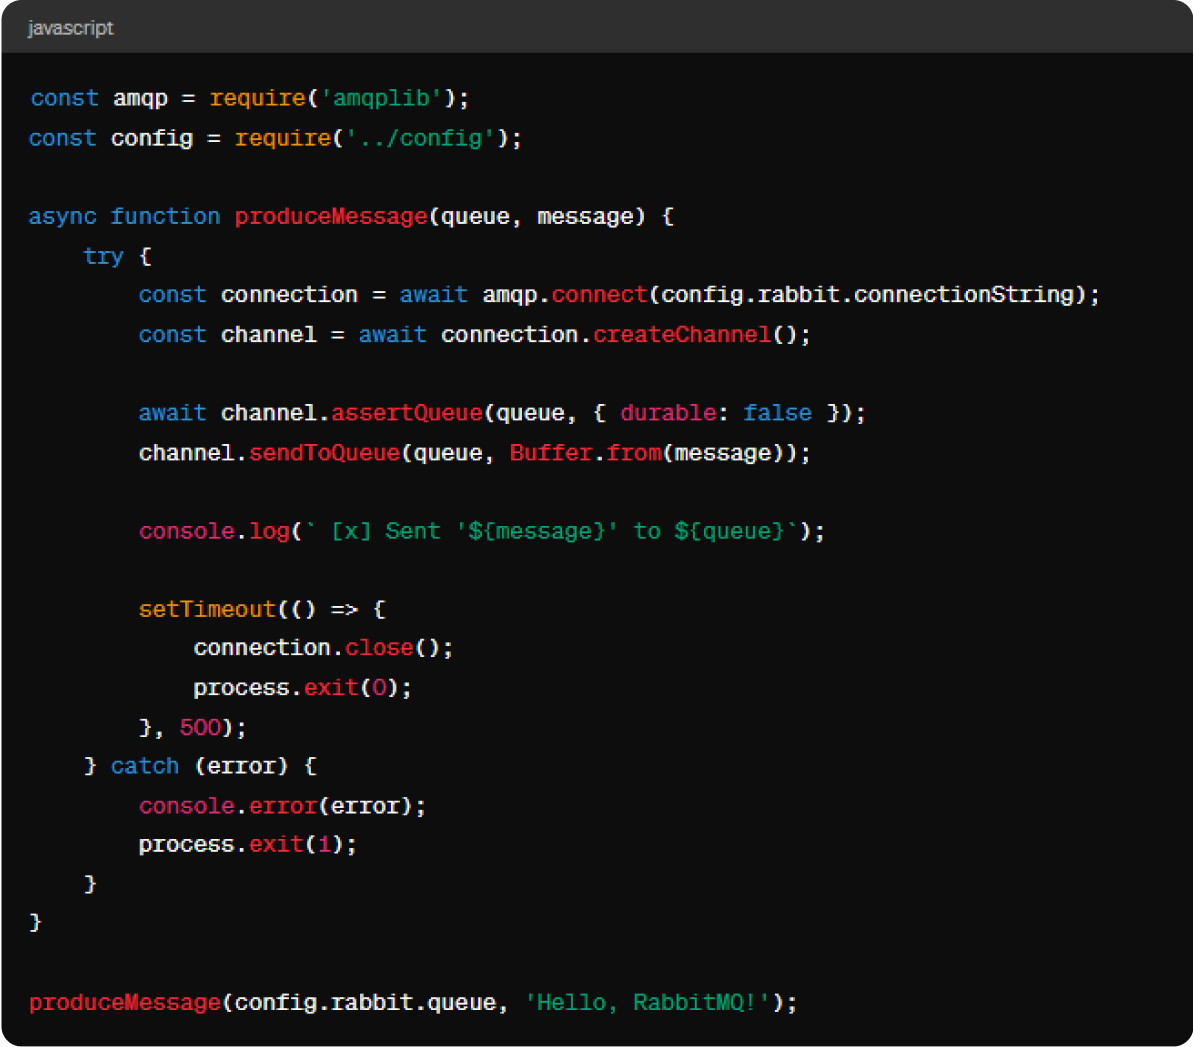 javascript
const amqp = require('amqplib');
const config = require('../config');
async function produceMessage(queue, message) {
    try {
        const connection = await amqp.connect(config.rabbit.connectionString);
        const channel = await connection.createChannel();
        await channel.assertQueue(queue, { durable: false });
        channel.sendToQueue(queue, Buffer.from(message));
        console.log(` [x] Sent '${message}' to ${queue}`);
        setTimeout(() => {
            connection.close();
            process.exit(0);
        }, 500);
    } catch (error) {
        console.error(error);
        process.exit(1);
    }
}
produceMessage(config.rabbit.queue, 'Hello, RabbitMQ!');